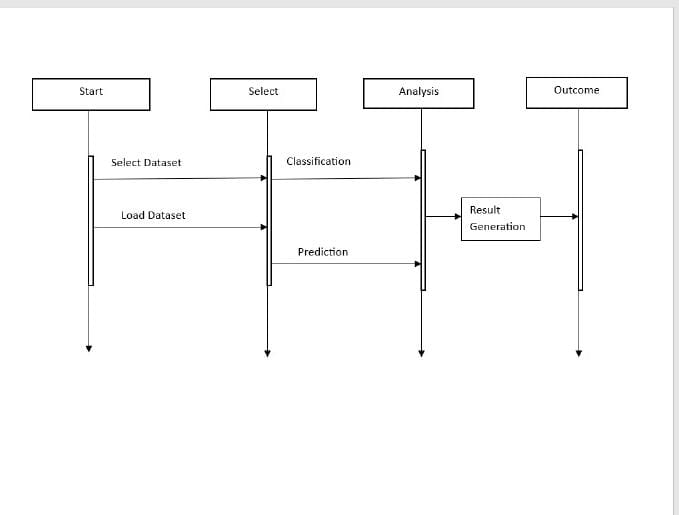 Start
Select
Analysis
Outcome
Select Dataset
Classification
Load Dataset
Result
Generation
Prediction